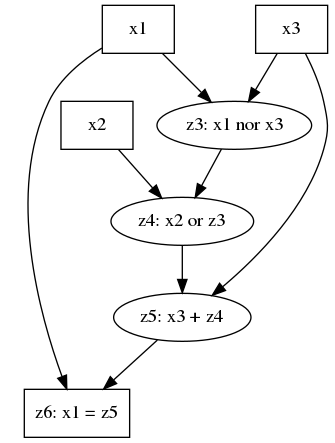 x1
x3
x2
z3: x1 nor x3
z4: x2 or z3
z5: x3 + z4
z6: x1 = z5